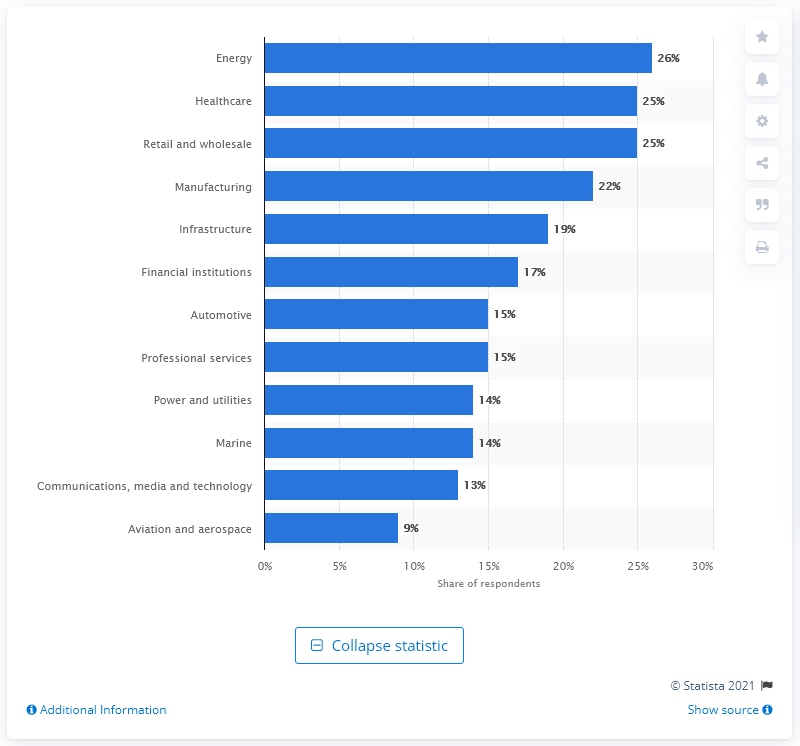 Energy 26%
Healthcare 25%
Retail and wholesale 25%
Manufacturing 22%
Infrastructure 19%
Financial institutions 17%
Automotive 15%
Professional services 15%
Power and utilities 14%
Marine 14%
Communications, media and technology 13%
Aviation and aerospace 9%
0% 5% 10% 15% 20% 25% 30%
Share of respondents
Collapse statistic
© Statista 2021
Additional Information Show source